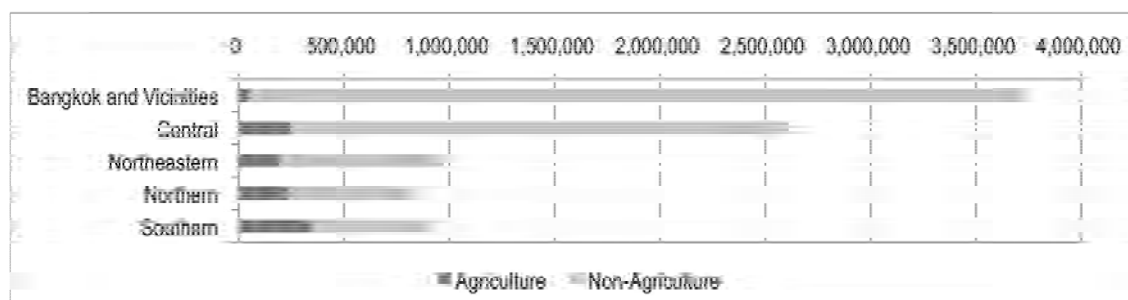 0 500,000 1,000,000 1,500,000 2,000,000 2,500,000 3,000,000 3,500,000 4,000,000
Bangkok and Vicinities
Central
Northeastern
Northern
Southern
Agriculture Non-Agriculture